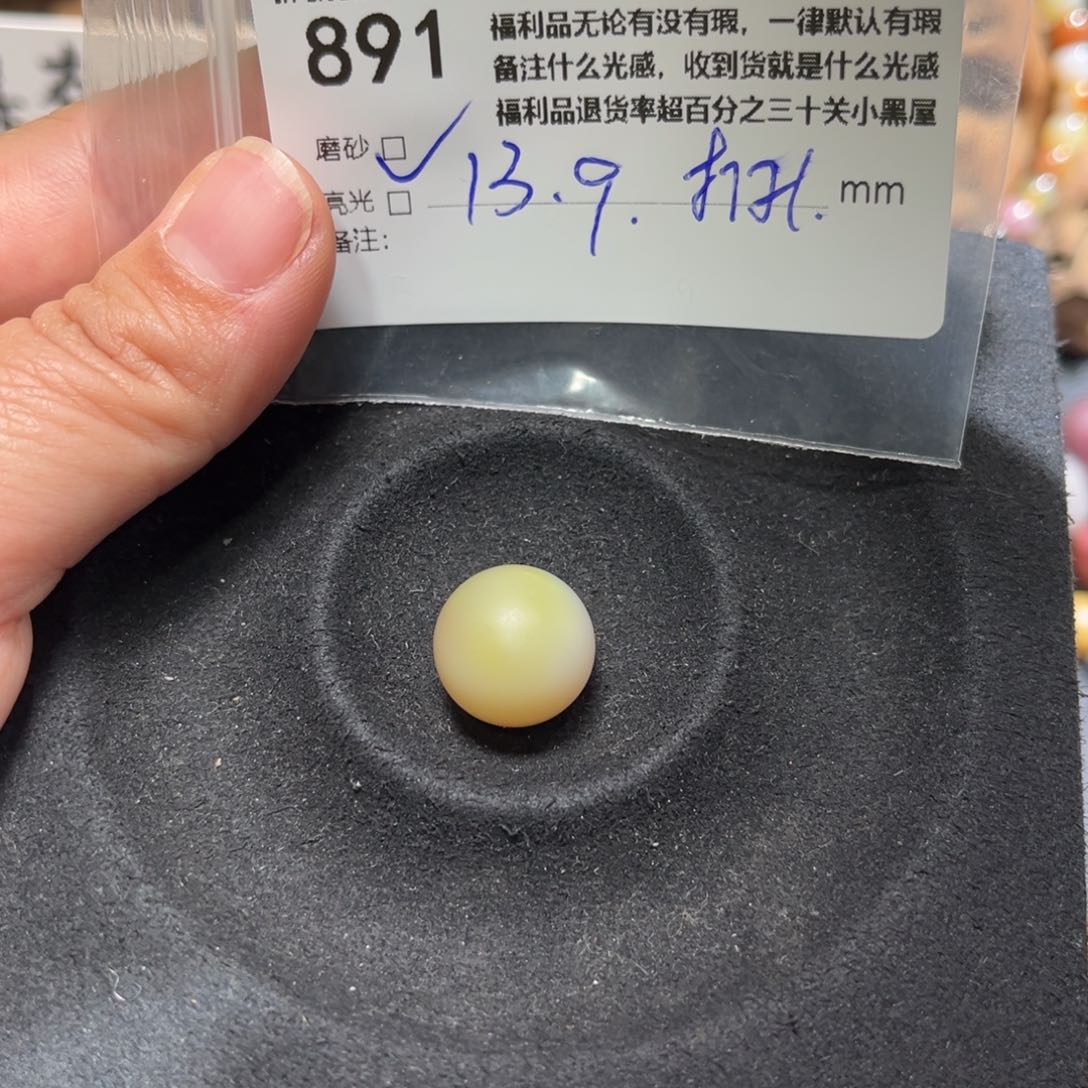 891
福利品无论有没有瑕，一律默认有瑕
备注什么光感，收到货就是什么光感
福利品退货率超百分之三十关小黑屋
磨砂 □ ✓ 13.9. 打孔. mm
亮光 □
备注：